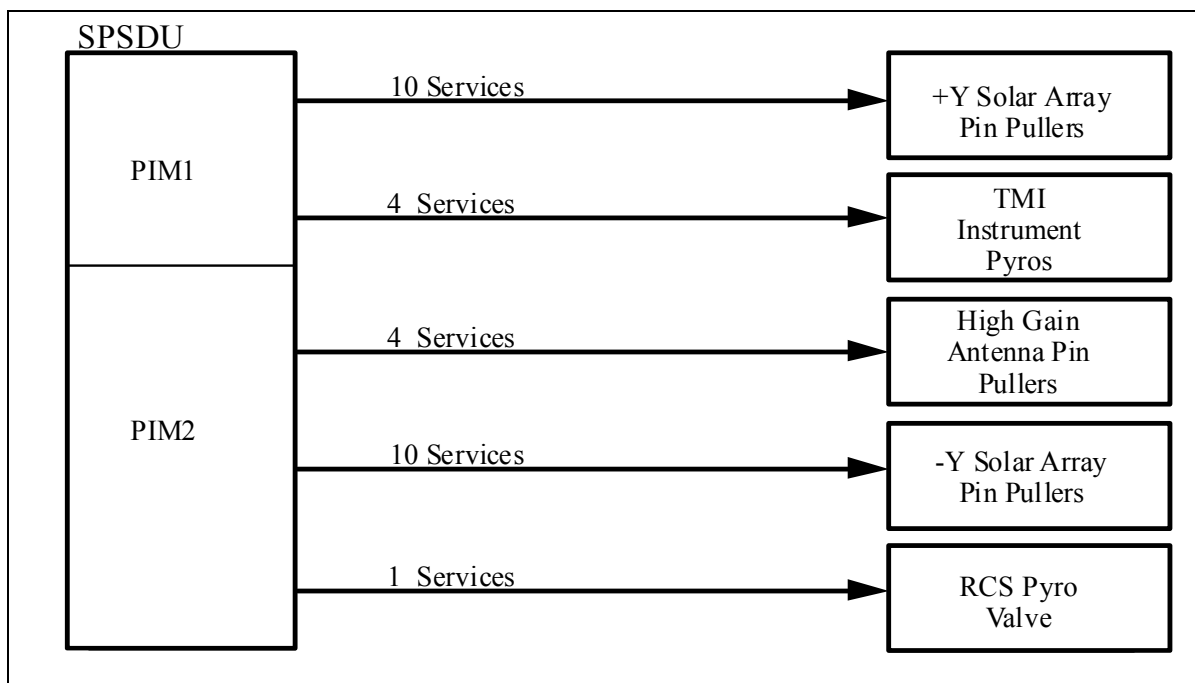 SPSDU
PIM1
10 Services
+Y Solar Array
Pin Pullers
4 Services
TMI
Instrument
Pyros
PIM2
4 Services
High Gain
Antenna Pin
Pullers
10 Services
-Y Solar Array
Pin Pullers
1 Services
RCS Pyro
Valve